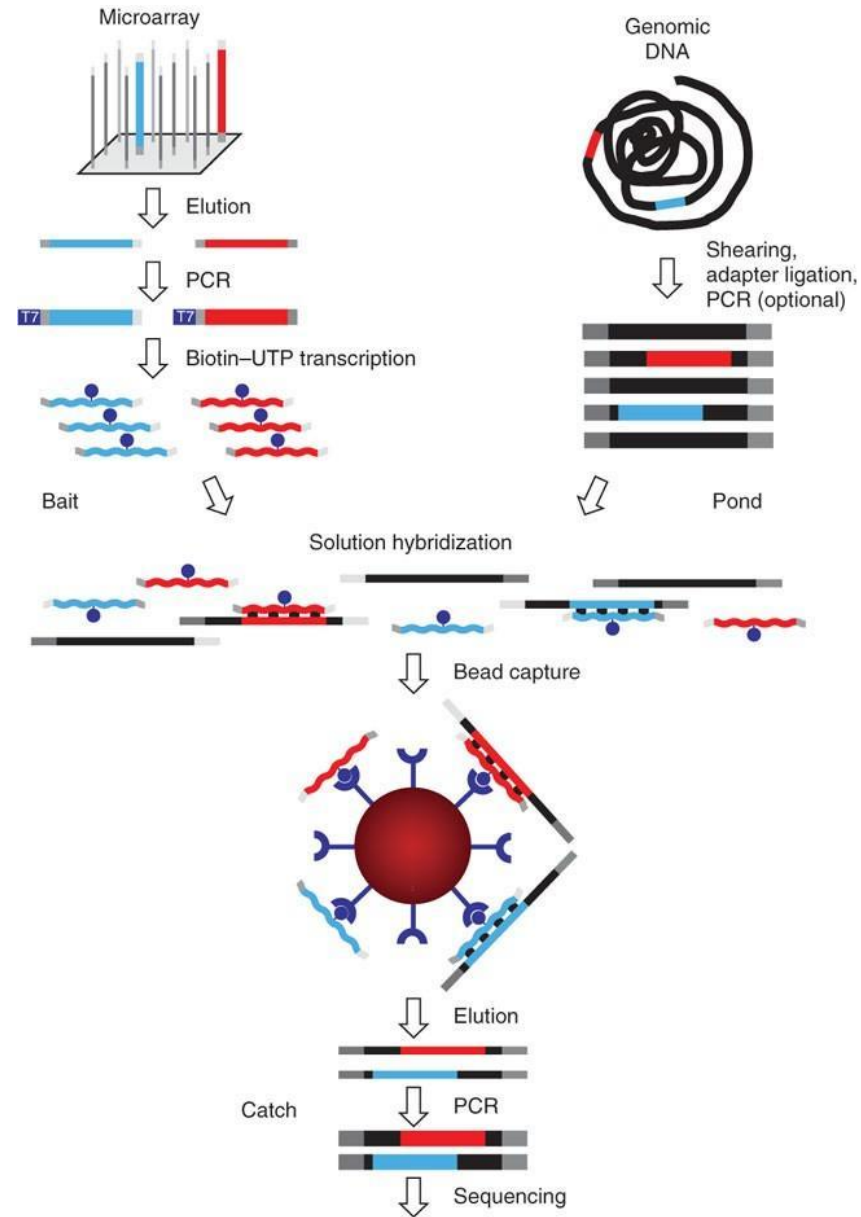 Microarray
Genomic
DNA
Elution
PCR
T7
T7
Biotin–UTP transcription
Shearing,
adapter ligation,
PCR (optional)
Bait
Pond
Solution hybridization
Bead capture
Elution
Catch
PCR
Sequencing